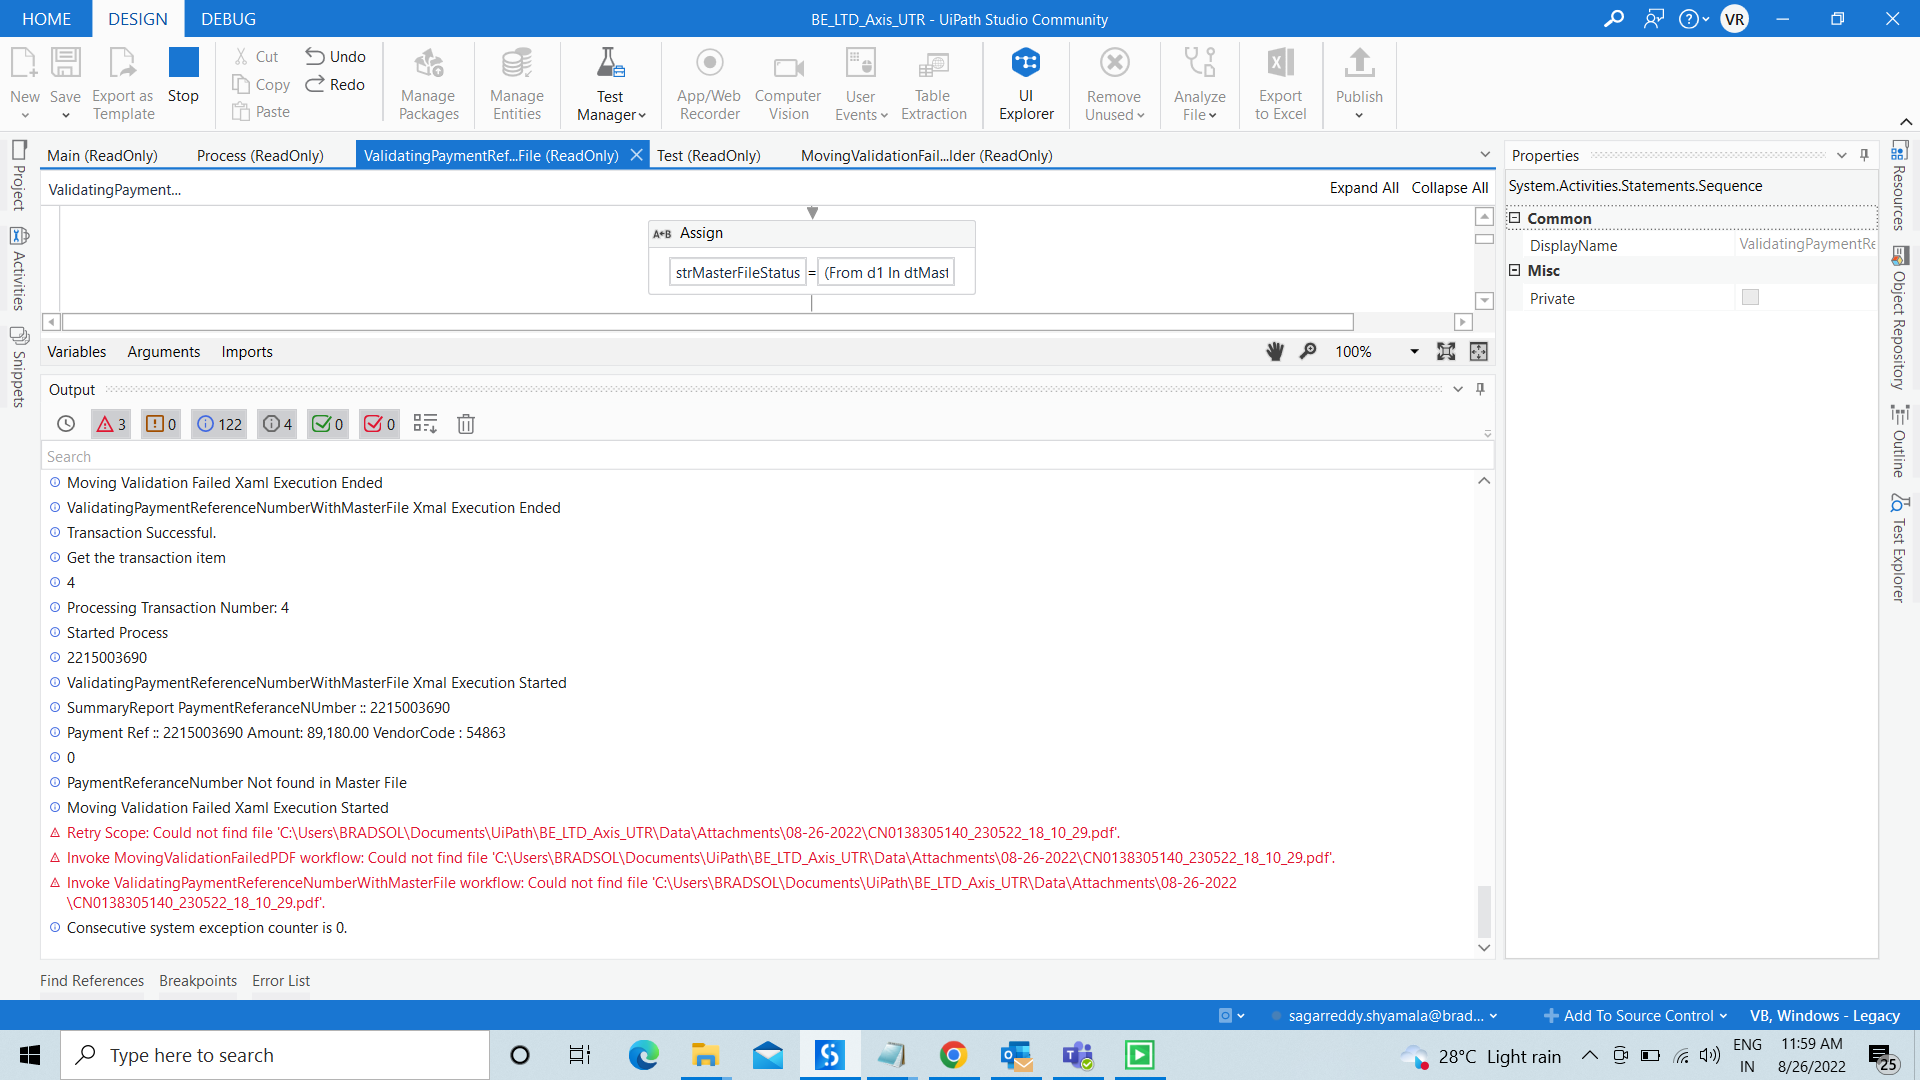 HOME DESIGN DEBUG BE_LTD_Axis_UTR - UiPath Studio Community VR
New Save Export as Template Stop Cut Copy Paste Undo Redo Manage Packages Manage Entities Test Manager App/Web Recorder Computer Vision User Events Table Extraction UI Explorer Remove Unused Analyze File Export to Excel Publish
Main (ReadOnly) Process (ReadOnly) ValidatingPaymentRef...File (ReadOnly) Test (ReadOnly) MovingValidationFail...lder (ReadOnly)
ValidatingPayment... Expand All Collapse All
Project
Activities
Snippets
A+B Assign
strMasterFileStatus = (From d1 In dtMast
Variables Arguments Imports 100%
Output
3 0 122 4 0 0
Search
Moving Validation Failed Xaml Execution Ended
ValidatingPaymentReferenceNumberWithMasterFile Xmal Execution Ended
Transaction Successful.
Get the transaction item
4
Processing Transaction Number: 4
Started Process
2215003690
ValidatingPaymentReferenceNumberWithMasterFile Xmal Execution Started
SummaryReport PaymentReferanceNUmber :: 2215003690
Payment Ref :: 2215003690 Amount: 89,180.00 VendorCode : 54863
0
PaymentReferanceNumber Not found in Master File
Moving Validation Failed Xaml Execution Started
Retry Scope: Could not find file 'C:\Users\BRADSOL\Documents\UiPath\BE_LTD_Axis_UTR\Data\Attachments\08-26-2022\CN0138305140_230522_18_10_29.pdf'.
Invoke MovingValidationFailedPDF workflow: Could not find file 'C:\Users\BRADSOL\Documents\UiPath\BE_LTD_Axis_UTR\Data\Attachments\08-26-2022\CN0138305140_230522_18_10_29.pdf'.
Invoke ValidatingPaymentReferenceNumberWithMasterFile workflow: Could not find file 'C:\Users\BRADSOL\Documents\UiPath\BE_LTD_Axis_UTR\Data\Attachments\08-26-2022
\CN0138305140_230522_18_10_29.pdf'.
Consecutive system exception counter is 0.
Properties
System.Activities.Statements.Sequence
Common
DisplayName ValidatingPaymentRe
Misc
Private
Resources
Object Repository
Outline
Test Explorer
Find References Breakpoints Error List
sagarreddy.shyamala@brad... Add To Source Control VB, Windows - Legacy
Type here to search 28°C Light rain ENG IN 11:59 AM 8/26/2022 25